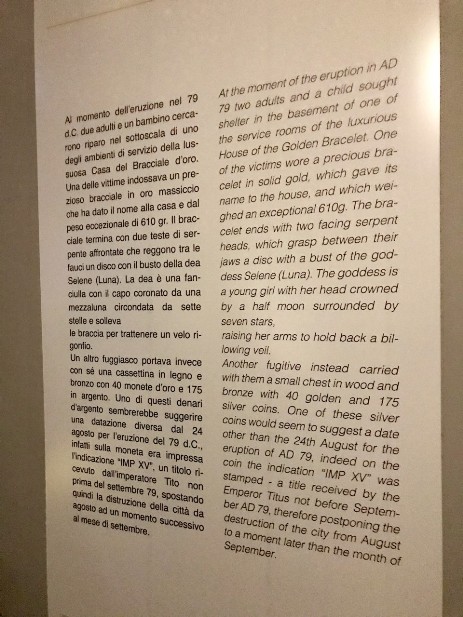 Al momento dell'eruzione nel 79
d.C. due adulti e un bambino cerca-
rono riparo nel sottoscala di uno
degli ambienti di servizio della lus-
suosa Casa del Bracciale d'oro.
Una delle vittime indossava un pre-
zioso bracciale in oro massiccio
che ha dato il nome alla casa e dal
peso eccezionale di 610 gr. Il brac-
ciale termina con due teste di ser-
pente affrontate che reggono tra le
fauci un disco con il busto della dea
Selene (Luna). La dea è una fan-
ciulla con il capo coronato da una
mezzaluna circondata da sette
stelle e solleva
le braccia per trattenere un velo ri-
gonfio.
Un altro fuggiasco portava invece
con sé una cassettina in legno e
bronzo con 40 monete d'oro e 175
in argento. Uno di questi denari
d'argento sembrerebbe suggerire
una datazione diversa dal 24
agosto per l'eruzione del 79 d.C.,
infatti sulla moneta era impressa
l'indicazione "IMP XV", un titolo ri-
cevuto dall'imperatore Tito non
prima del settembre 79, spostando
quindi la distruzione della città da
agosto ad un momento successivo
al mese di settembre.
At the moment of the eruption in AD
79 two adults and a child sought
shelter in the basement of one of
the service rooms of the luxurious
House of the Golden Bracelet. One
of the victims wore a precious bra-
celet in solid gold, which gave its
name to the house, and which wei-
ghed an exceptional 610g. The bra-
celet ends with two facing serpent
heads, which grasp between their
jaws a disc with a bust of the god-
dess Selene (Luna). The goddess is
a young girl with her head crowned
by a half moon surrounded by
seven stars,
raising her arms to hold back a bil-
lowing veil.
Another fugitive instead carried
with them a small chest in wood and
bronze with 40 golden and 175
silver coins. One of these silver
coins would seem to suggest a date
other than the 24th August for the
eruption of AD 79, indeed on the
coin the indication "IMP XV" was
stamped - a title received by the
Emperor Titus not before Septem-
ber AD 79, therefore postponing the
destruction of the city from August
to a moment later than the month of
September.